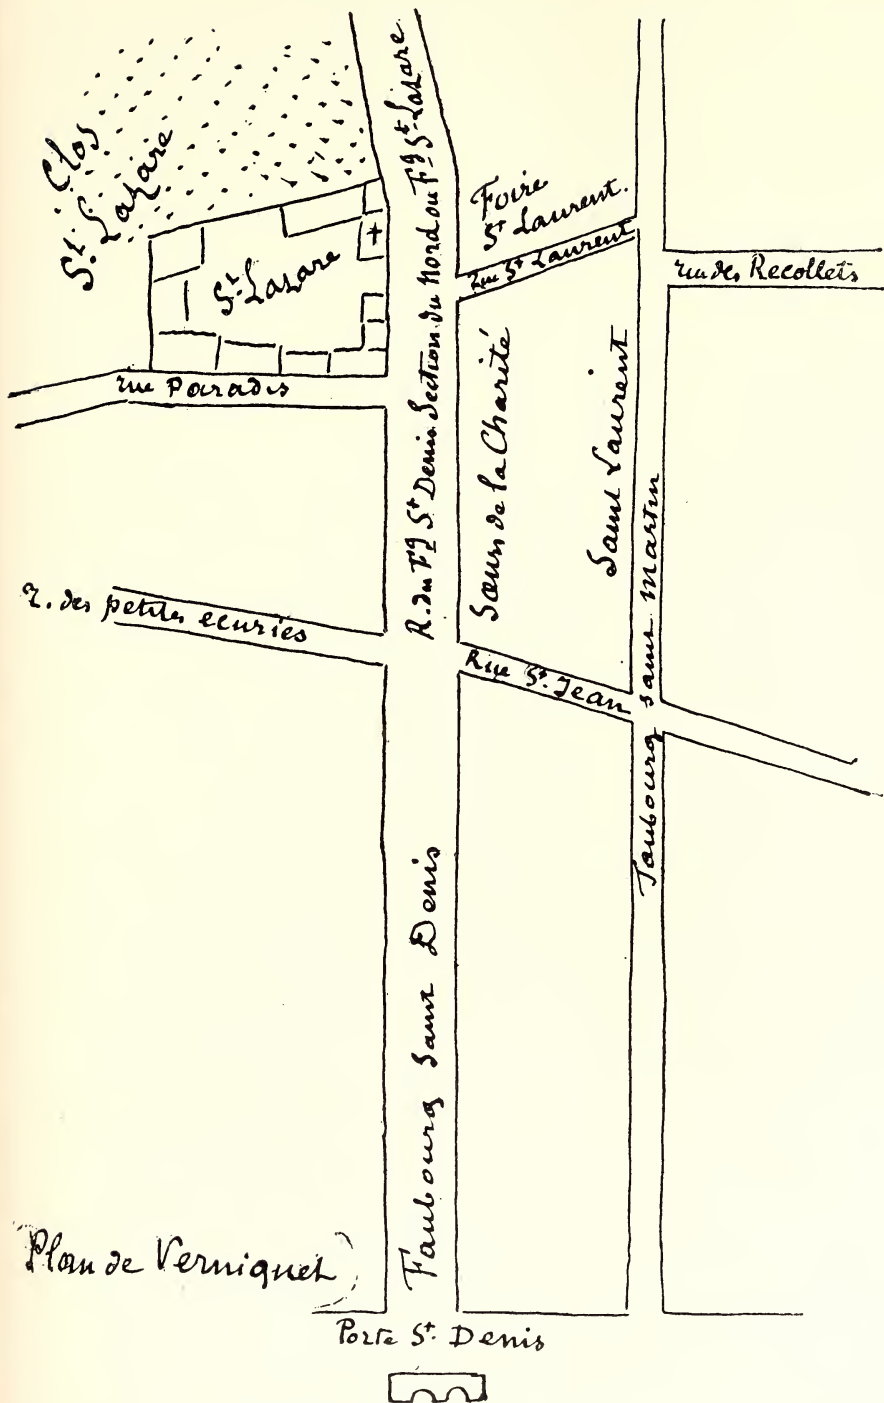 Clos
St. Lazare
St. Lazare
R. du Fg St Denis Section du Nord ou Fg St Lazare
Foire
St Laurent.
Rue St Laurent
rue des Recollets
rue Paradis
Sœurs de la Charité
Saint Laurent
r. des petites ecuries
Rue St. Jean
Faubourg saint martin
Faubourg Saint Denis
Plan de Verniquet
Porte St. Denis